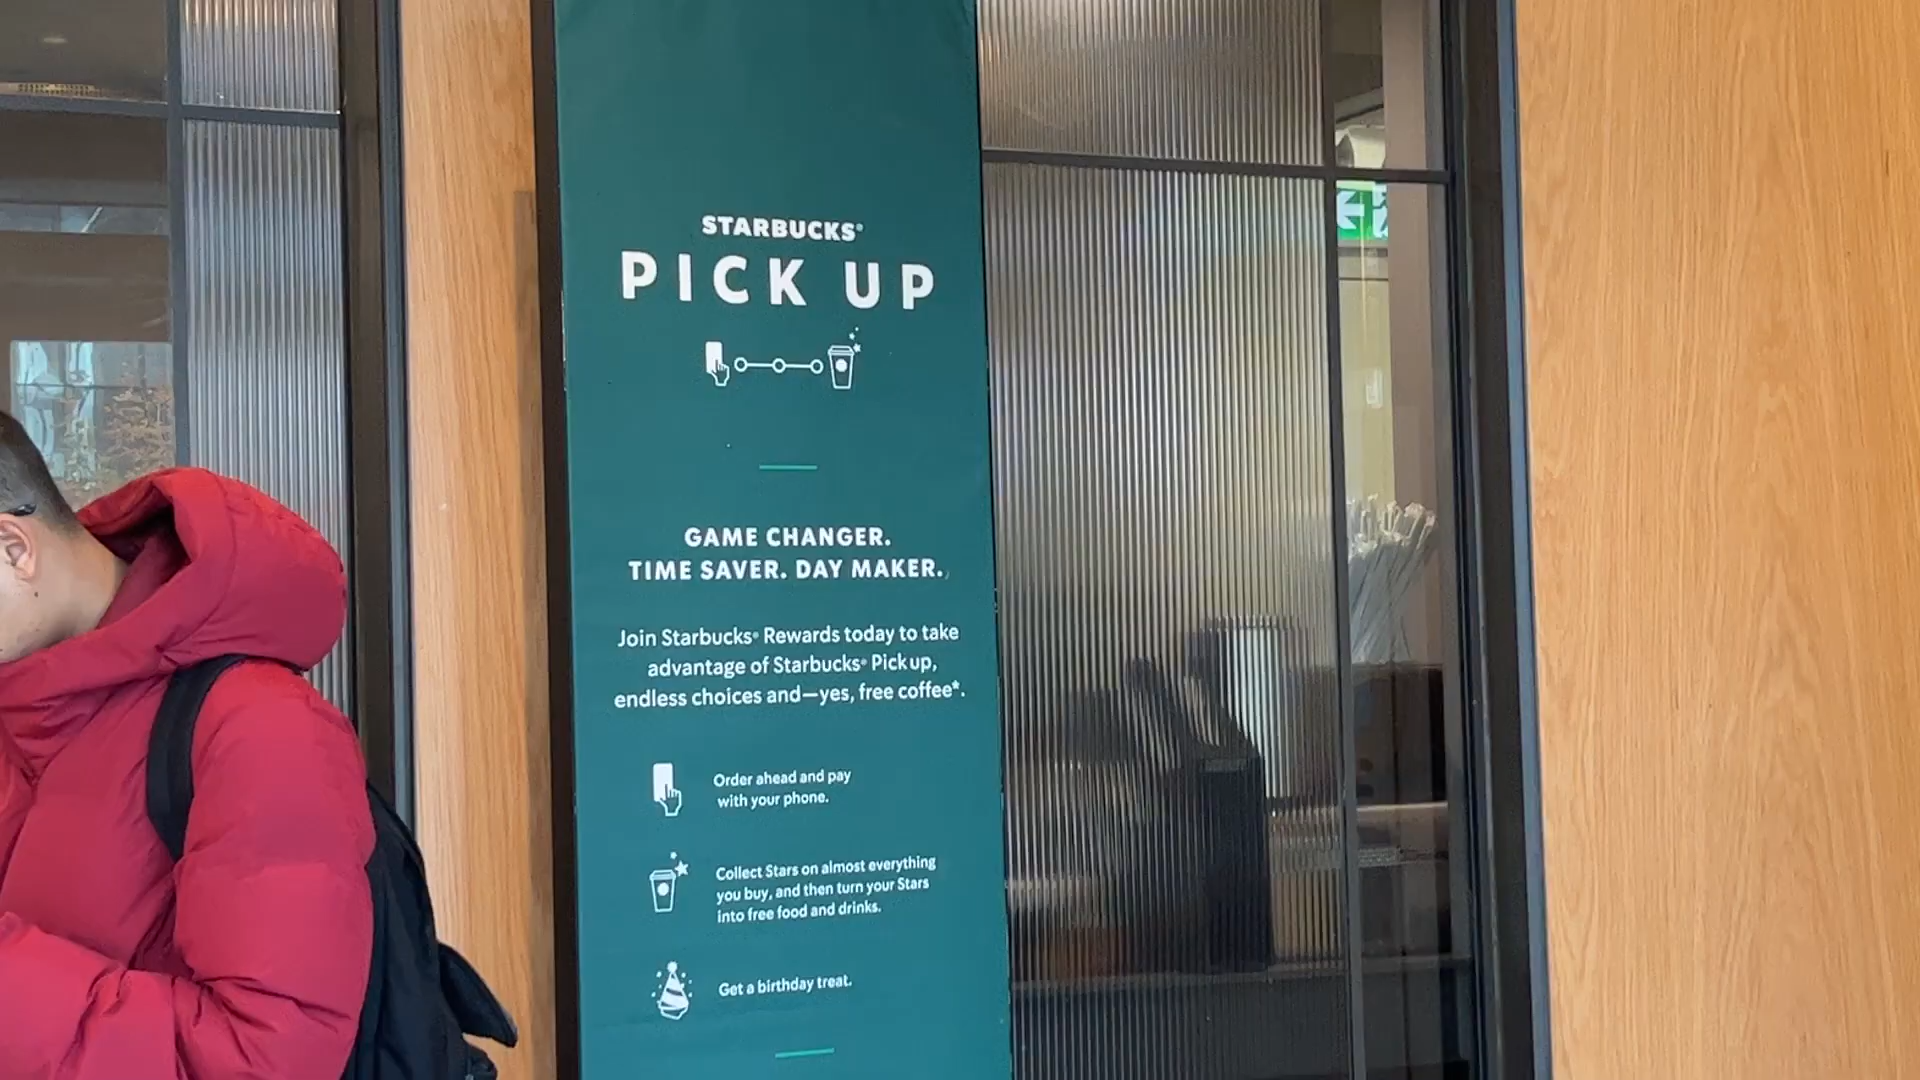 STARBUCKS®
PICK UP
GAME CHANGER.
TIME SAVER. DAY MAKER.
Join Starbucks® Rewards today to take
advantage of Starbucks® Pick up,
endless choices and—yes, free coffee*.
Order ahead and pay
with your phone.
Collect Stars on almost everything
you buy, and then turn your Stars
into free food and drinks.
Get a birthday treat.